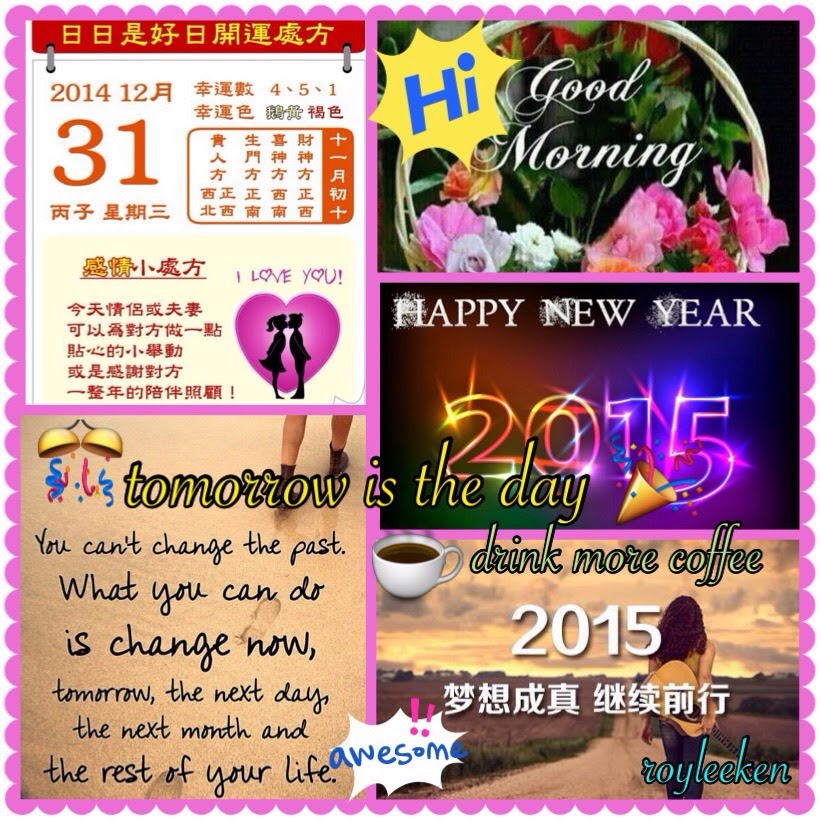 日日是好日開運處方
2014 12月
31
丙子 星期三
幸運數 4、5、1
幸運色 鵝黃 褐色
十一月初十
財神方 正西
喜神方 正南
生門方 正南
貴人方 正西 西北
感情小處方
I LOVE YOU!
今天情侶或夫妻
可以為對方做一點
貼心的小舉動
或是感謝對方
一整年的陪伴照顧！
Hi
Good
Morning
HAPPY NEW YEAR
2015
tomorrow is the day
drink more coffee
You can't change the past.
What you can do
is change now,
tomorrow, the next day,
the next month and
the rest of your life.
awesome!!
2015
梦想成真 继续前行
royleeken